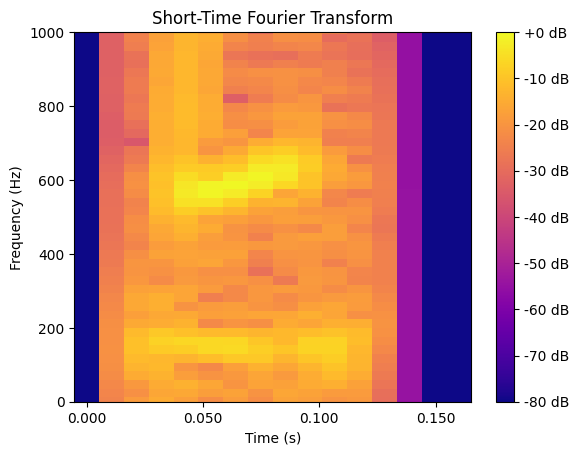 Short-Time Fourier Transform
Frequency (Hz)
1000
800
600
400
200
0
0.000 0.050 0.100 0.150
Time (s)
+0 dB
-10 dB
-20 dB
-30 dB
-40 dB
-50 dB
-60 dB
-70 dB
-80 dB